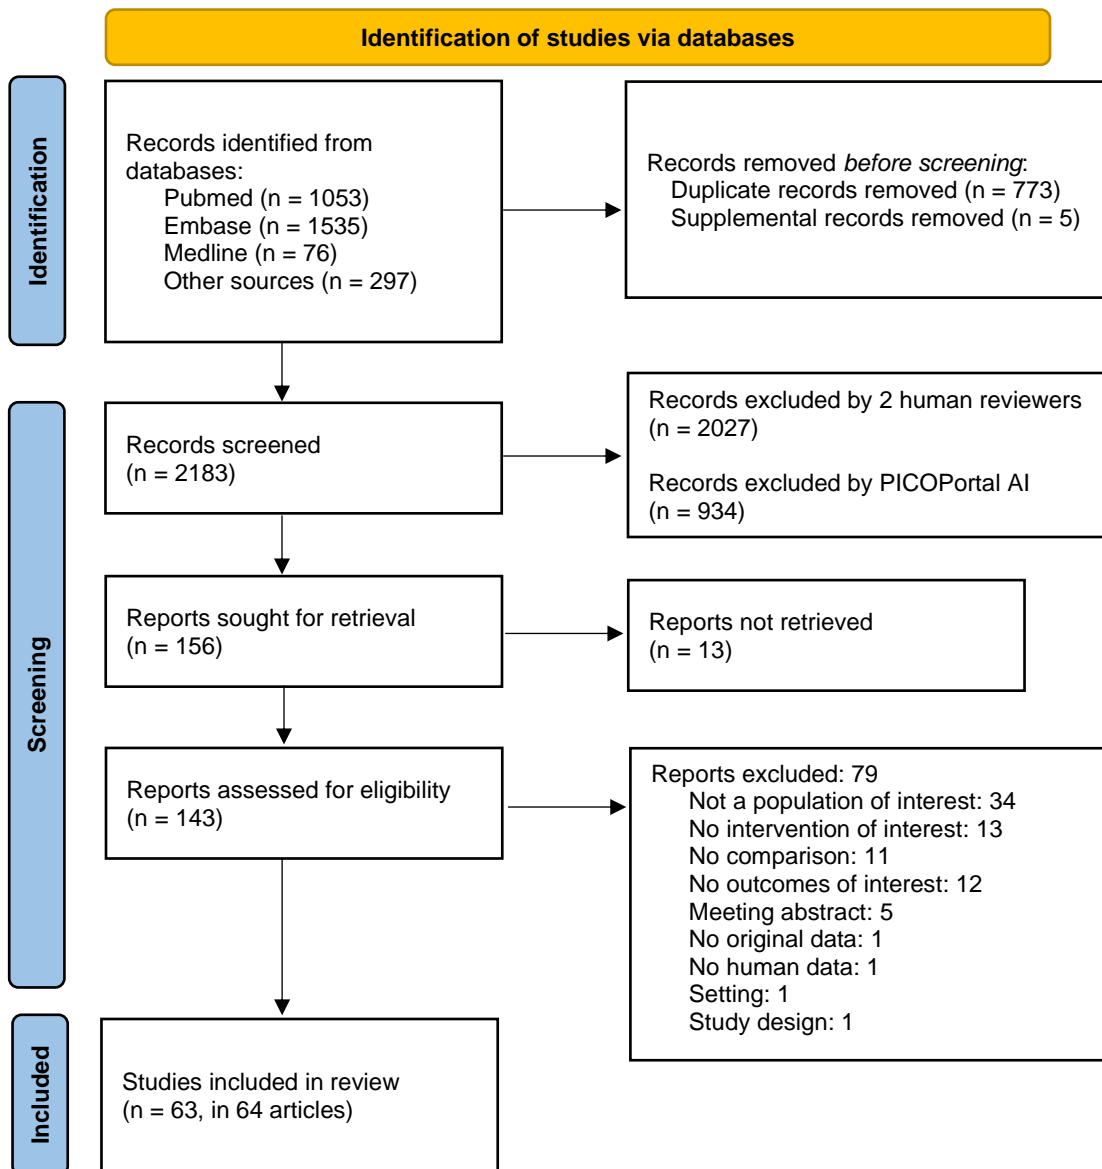 Identification of studies via databases
Identification
Records identified from
databases:
Pubmed (n = 1053)
Embase (n = 1535)
Medline (n = 76)
Other sources (n = 297)
Records removed before screening:
Duplicate records removed (n = 773)
Supplemental records removed (n = 5)
Screening
Records screened
(n = 2183)
Records excluded by 2 human reviewers
(n = 2027)
Records excluded by PICOPortal AI
(n = 934)
Reports sought for retrieval
(n = 156)
Reports not retrieved
(n = 13)
Reports assessed for eligibility
(n = 143)
Reports excluded: 79
Not a population of interest: 34
No intervention of interest: 13
No comparison: 11
No outcomes of interest: 12
Meeting abstract: 5
No original data: 1
No human data: 1
Setting: 1
Study design: 1
Included
Studies included in review
(n = 63, in 64 articles)